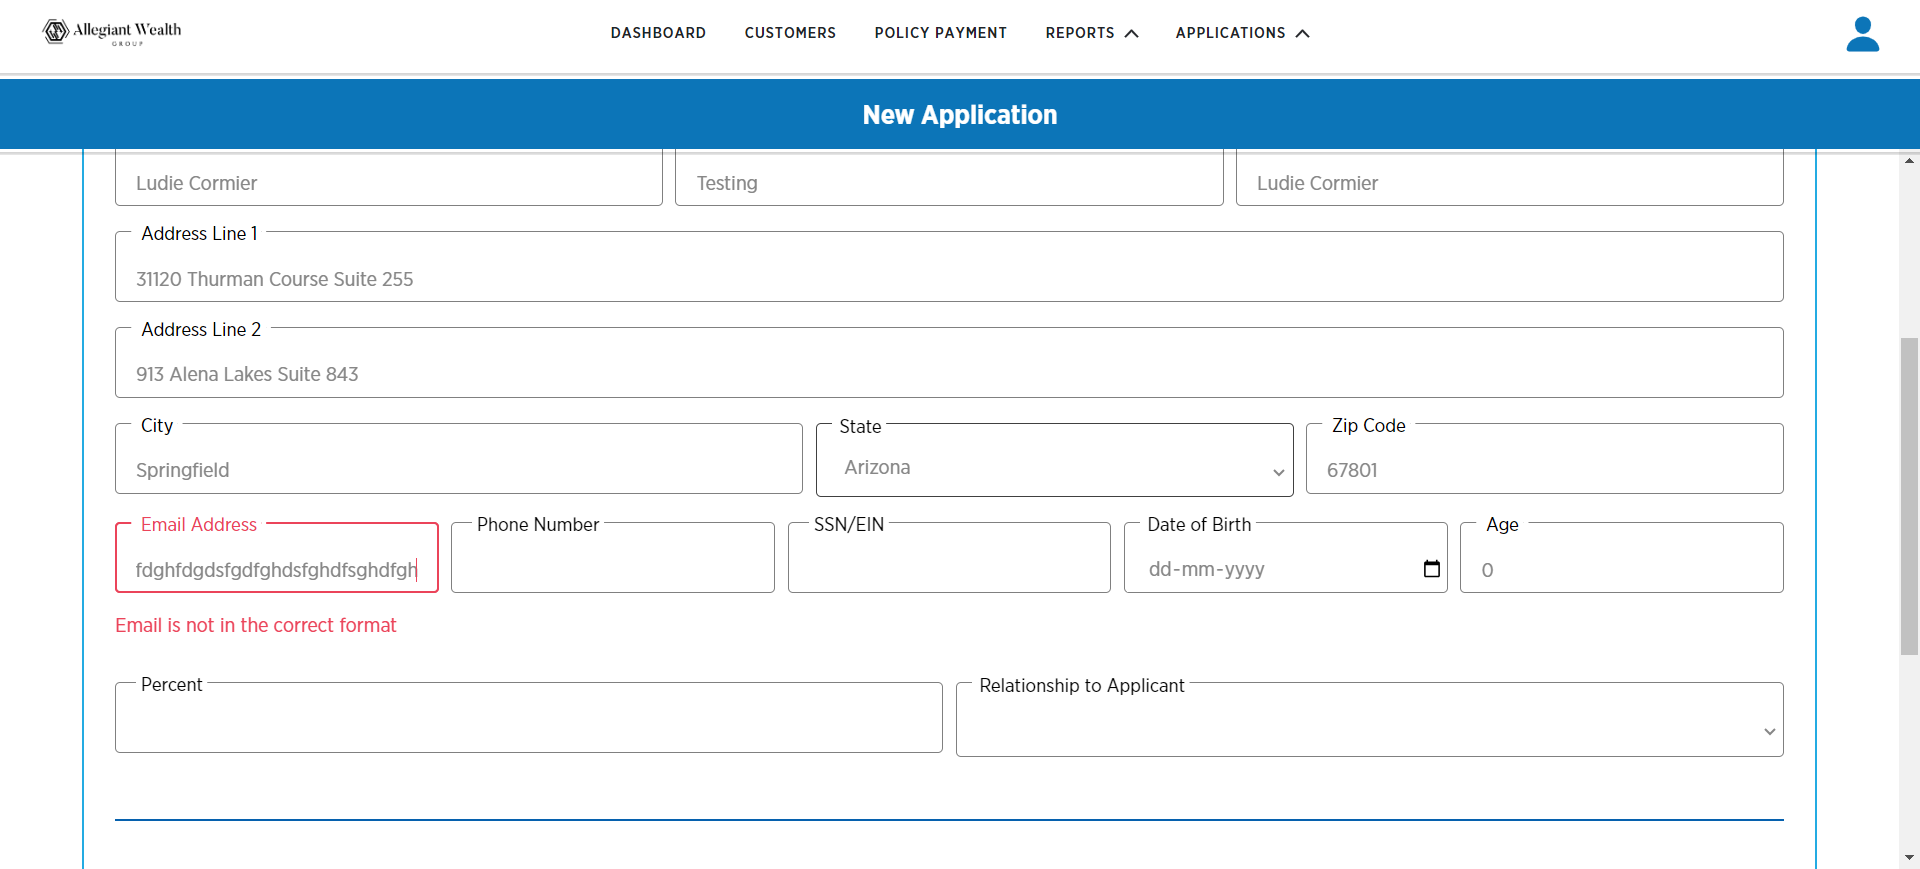 Allegiant Wealth
GROUP
DASHBOARD CUSTOMERS POLICY PAYMENT REPORTS APPLICATIONS
New Application
Ludie Cormier Testing Ludie Cormier
Address Line 1
31120 Thurman Course Suite 255
Address Line 2
913 Alena Lakes Suite 843
City State Zip Code
Springfield Arizona 67801
Email Address Phone Number SSN/EIN Date of Birth Age
fdghfdgdsfgdfghdsfghdfsghdfgh dd-mm-yyyy 0
Email is not in the correct format
Percent Relationship to Applicant